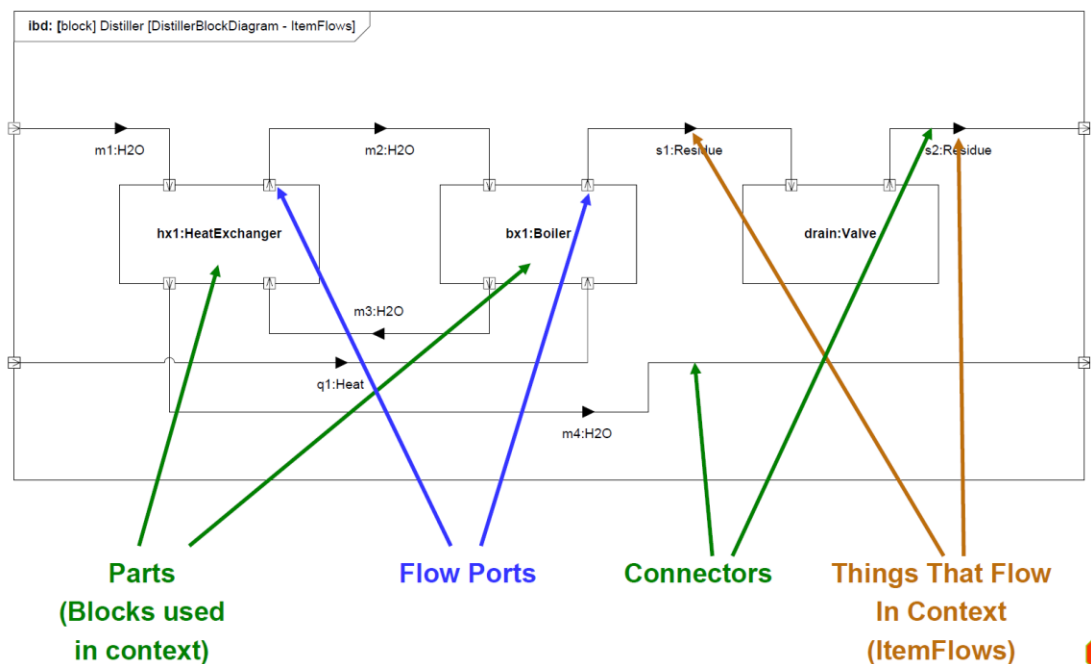 ibd: [block] Distiller [DistillerBlockDiagram - ItemFlows]
m1:H2O
m2:H2O
s1:Residue
s2:Residue
hx1:HeatExchanger
bx1:Boiler
drain:Valve
m3:H2O
q1:Heat
m4:H2O
Parts
(Blocks used
in context)
Flow Ports
Connectors
Things That Flow
In Context
(ItemFlows)